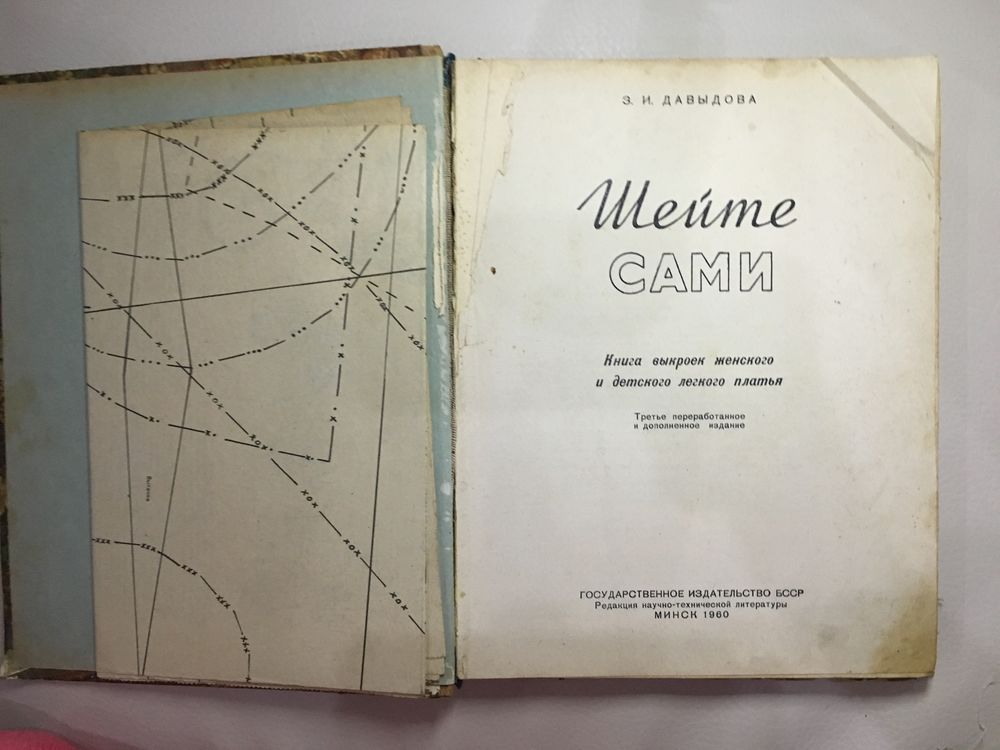 З. И. ДАВЫДОВА
Шейте
САМИ
Книга выкроек женского
и детского легкого платья
Третье переработанное
и дополненное издание
ГОСУДАРСТВЕННОЕ ИЗДАТЕЛЬСТВО БССР
Редакция научно-технической литературы
МИНСК 1960